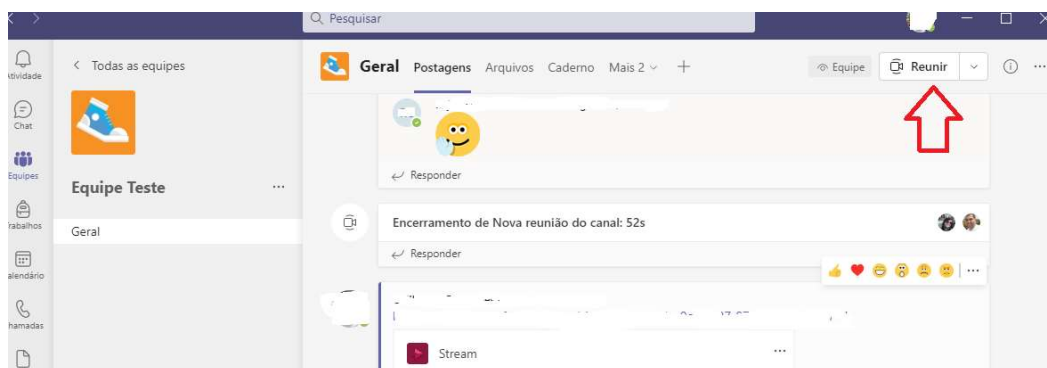 Pesquisar
Atividade
Chat
Equipes
Trabalhos
Calendário
Chamadas
Todas as equipes
Equipe Teste
Geral
Geral Postagens Arquivos Caderno Mais 2
Equipe
Reunir
Responder
Encerramento de Nova reunião do canal: 52s
Responder
Stream